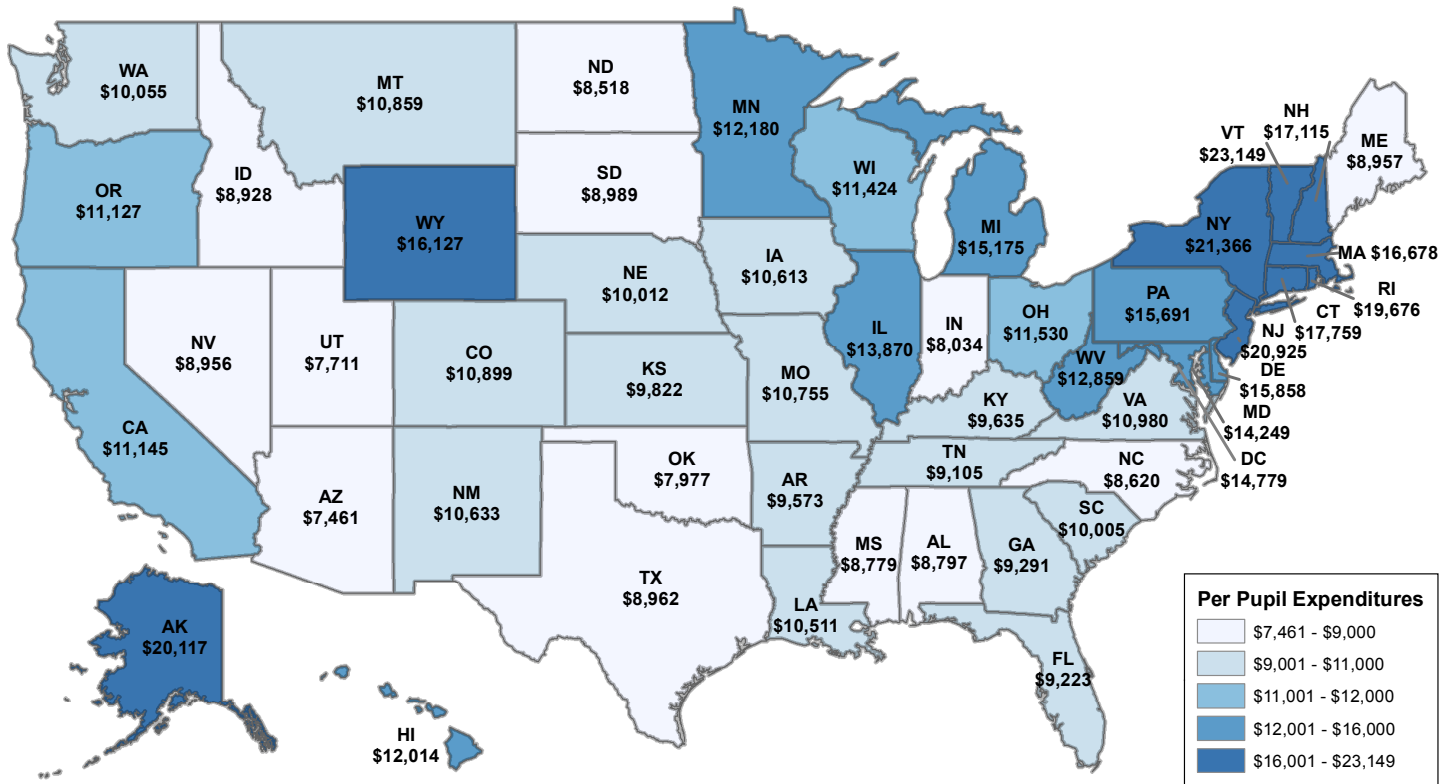 WA
$10,055
MT
$10,859
ND
$8,518
MN
$12,180
NH
$17,115
VT
$23,149
ME
$8,957
OR
$11,127
ID
$8,928
SD
$8,989
WI
$11,424
WY
$16,127
MI
$15,175
NY
$21,366
MA $16,678
RI
$19,676
CT
$17,759
NJ
$20,925
DE
$15,858
MD
$14,249
DC
$14,779
NE
$10,012
IA
$10,613
PA
$15,691
NV
$8,956
UT
$7,711
CO
$10,899
KS
$9,822
MO
$10,755
IL
$13,870
IN
$8,034
OH
$11,530
WV
$12,859
VA
$10,980
KY
$9,635
CA
$11,145
AZ
$7,461
NM
$10,633
OK
$7,977
AR
$9,573
TN
$9,105
NC
$8,620
SC
$10,005
MS
$8,779
AL
$8,797
GA
$9,291
TX
$8,962
LA
$10,511
FL
$9,223
AK
$20,117
HI
$12,014
Per Pupil Expenditures
$7,461 - $9,000
$9,001 - $11,000
$11,001 - $12,000
$12,001 - $16,000
$16,001 - $23,149